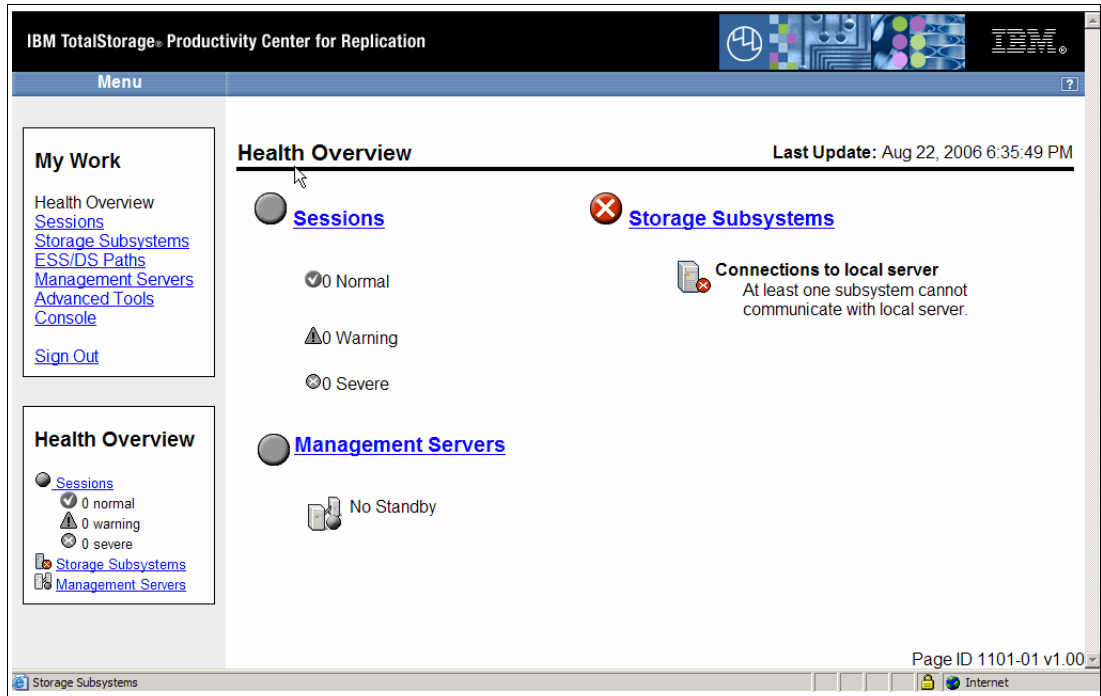 IBM TotalStorage® Productivity Center for Replication
IBM®
Menu
?
My Work
Health Overview
Sessions
Storage Subsystems
ESS/DS Paths
Management Servers
Advanced Tools
Console
Sign Out
Health Overview
Sessions
0 normal
0 warning
0 severe
Storage Subsystems
Management Servers
Health Overview
Last Update: Aug 22, 2006 6:35:49 PM
Sessions
0 Normal
0 Warning
0 Severe
Management Servers
No Standby
Storage Subsystems
Connections to local server
At least one subsystem cannot
communicate with local server.
Page ID 1101-01 v1.00
Storage Subsystems
Internet